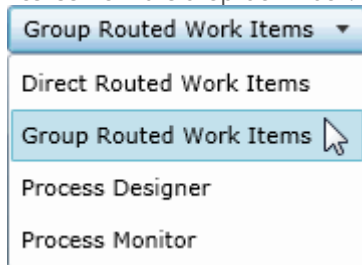 Group Routed Work Items
Direct Routed Work Items
Group Routed Work Items
Process Designer
Process Monitor